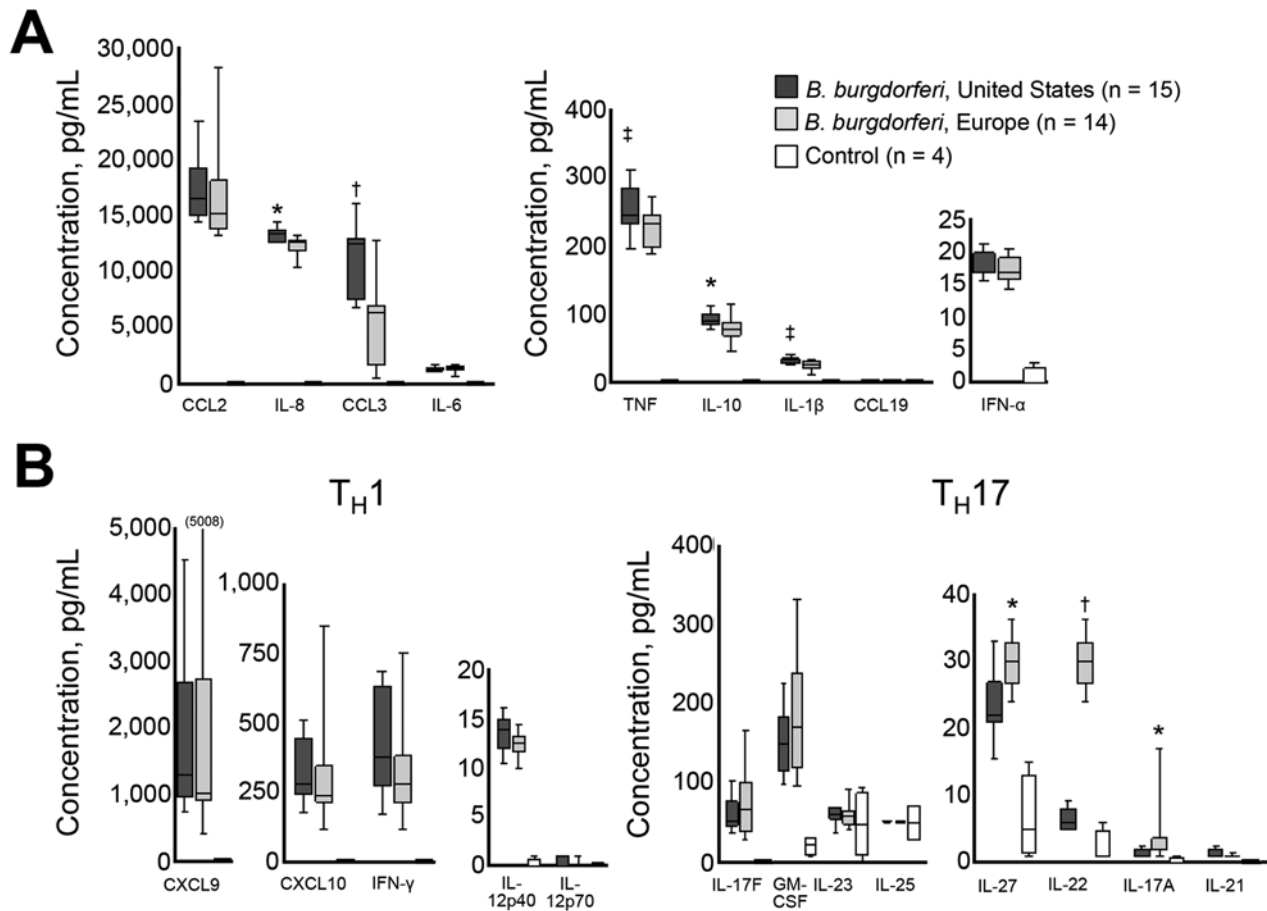 A
Concentration, pg/mL
30,000
25,000
20,000
15,000
10,000
5,000
0
*
†
CCL2 IL-8 CCL3 IL-6
Concentration, pg/mL
400
300
200
100
0
‡
*
‡
TNF IL-10 IL-1β CCL19
B. burgdorferi, United States (n = 15)
B. burgdorferi, Europe (n = 14)
Control (n = 4)
25
20
15
10
5
0
IFN-α
B
TH1
Concentration, pg/mL
5,000
4,000
3,000
2,000
1,000
0
(5008)
CXCL9
1,000
750
500
250
0
CXCL10 IFN-γ
20
15
10
5
0
IL-
12p40
IL-
12p70
TH17
Concentration, pg/mL
400
300
200
100
0
IL-17F GM-
CSF
IL-23 IL-25
40
30
20
10
0
*
†
*
IL-27 IL-22 IL-17A IL-21